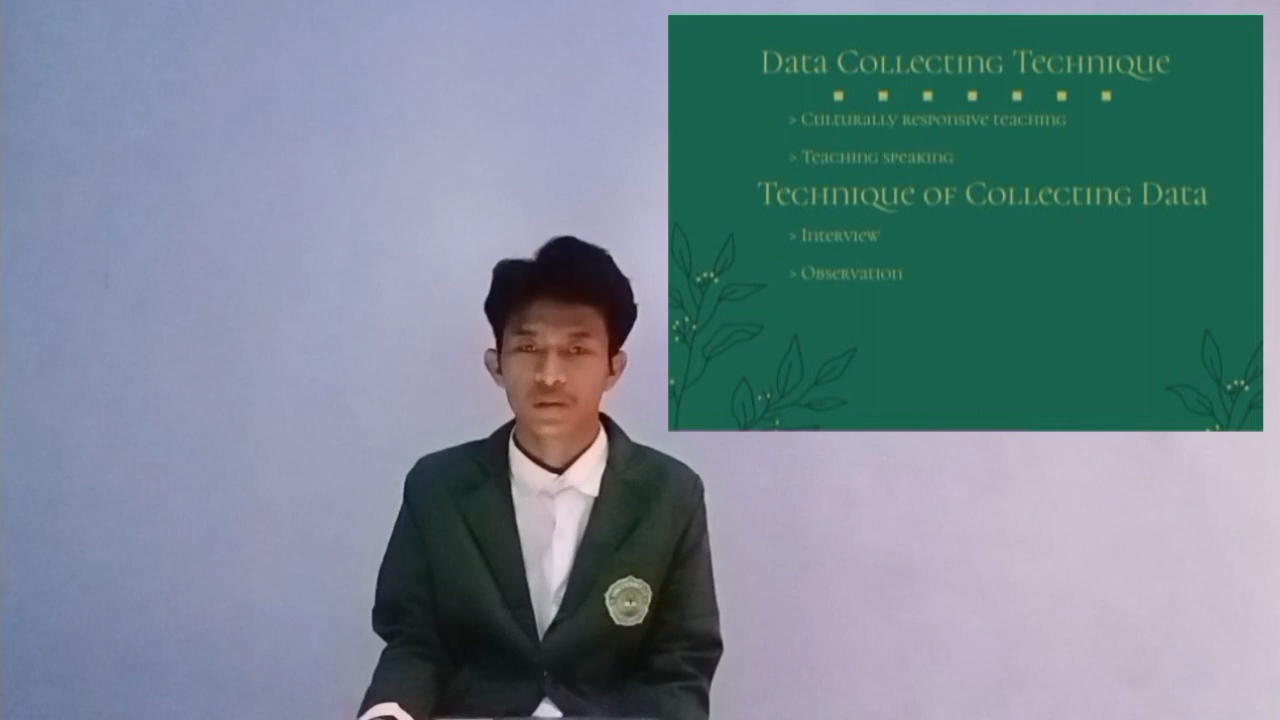 Data Collecting Technique
> Culturally responsive teaching
> Teaching speaking
Technique of Collecting Data
> Interview
> Observation